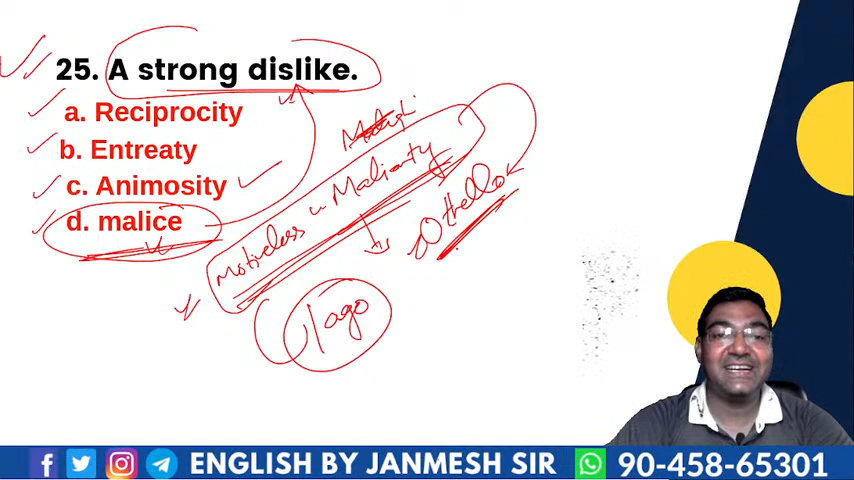 25. A strong dislike.
a. Reciprocity
b. Entreaty
c. Animosity
d. malice
Motiveless Malignity
Othello
Iago
ENGLISH BY JANMESH SIR 90-458-65301